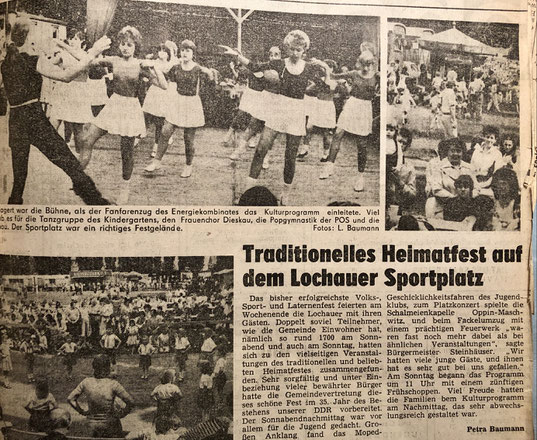 agert war die Bühne, als der Fanfarenzug des Energiekombinates das Kulturprogramm einleitete. Viel
b es für die Tanzgruppe des Kindergartens, den Frauenchor Dieskau, die Popgymnastik der POS und die
au. Der Sportplatz war ein richtiges Festgelände. Fotos: L. Baumann
Traditionelles Heimatfest auf
dem Lochauer Sportplatz
Das bisher erfolgreichste Volks-,
Sport- und Laternenfest feierten am
Wochenende die Lochauer mit ihren
Gästen. Doppelt soviel Teilnehmer,
wie die Gemeinde Einwohner hat,
nämlich so rund 1700 am Sonn-
abend und auch am Sonntag, hatten
sich zu den vielseitigen Veranstal-
tungen des traditionellen und belieb-
ten Heimatfestes zusammengefun-
den. Sehr sorgfältig und unter Ein-
beziehung vieler bewährter Bürger
hatte die Gemeindevertretung die-
ses schöne Fest im 35. Jahr des Be-
stehens unserer DDR vorbereitet.
Der Sonnabendnachmittag war vor
allem für die Jugend gedacht. Gro-
ßen Anklang fand das Moped-
Geschicklichkeitsfahren des Jugend-
klubs, zum Platzkonzert spielte die
Schalmeienkapelle Oppin-Masch-
witz, und beim Fackelumzug mit
einem prächtigen Feuerwerk „wa-
ren fast noch mehr dabei als bei
ähnlichen Veranstaltungen", sagte
Bürgermeister Steinhäuser. „Wir
hatten viele junge Gäste, und ihnen
hat es sehr gut bei uns gefallen."
Am Sonntag begann das Programm
um 11 Uhr mit einem zünftigen
Frühschoppen. Viel Freude hatten
die Familien beim Kulturprogramm
am Nachmittag, das sehr abwechs-
lungsreich gestaltet war.
Petra Baumann